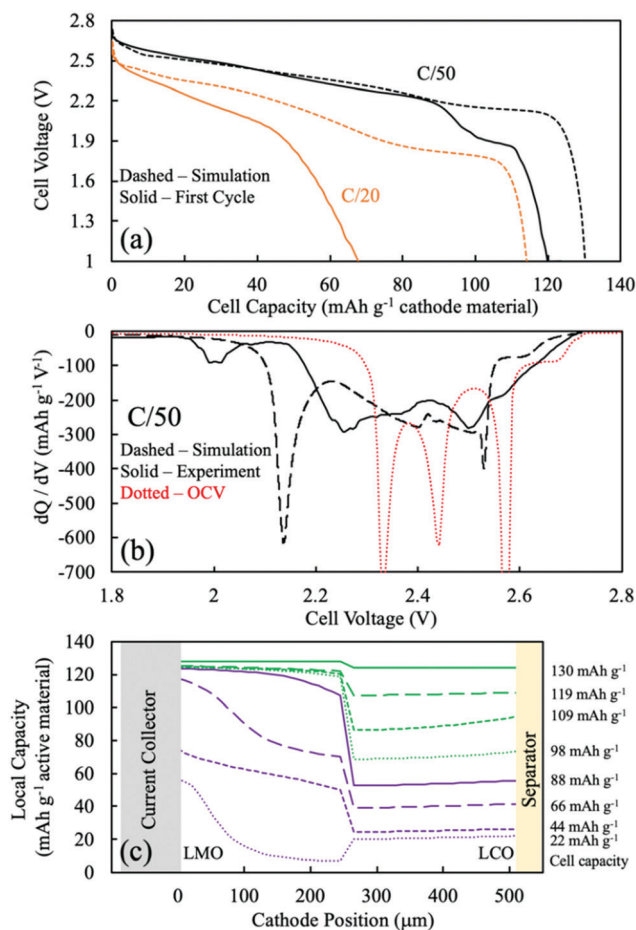 2.8
2.5
2.2
1.9
1.6
1.3
1
Cell Voltage (V)
C/50
C/20
Dashed – Simulation
Solid – First Cycle
(a)
0 20 40 60 80 100 120 140
Cell Capacity (mAh g⁻¹ cathode material)
0
-100
-200
-300
-400
-500
-600
-700
dQ / dV (mAh g⁻¹ V⁻¹)
C/50
Dashed – Simulation
Solid – Experiment
Dotted – OCV
(b)
1.8 2 2.2 2.4 2.6 2.8
Cell Voltage (V)
140
120
100
80
60
40
20
0
Local Capacity
(mAh g⁻¹ active material)
Current Collector
Separator
130 mAh g⁻¹
119 mAh g⁻¹
109 mAh g⁻¹
98 mAh g⁻¹
88 mAh g⁻¹
66 mAh g⁻¹
44 mAh g⁻¹
22 mAh g⁻¹
Cell capacity
(c)
LMO
LCO
0 100 200 300 400 500
Cathode Position (μm)